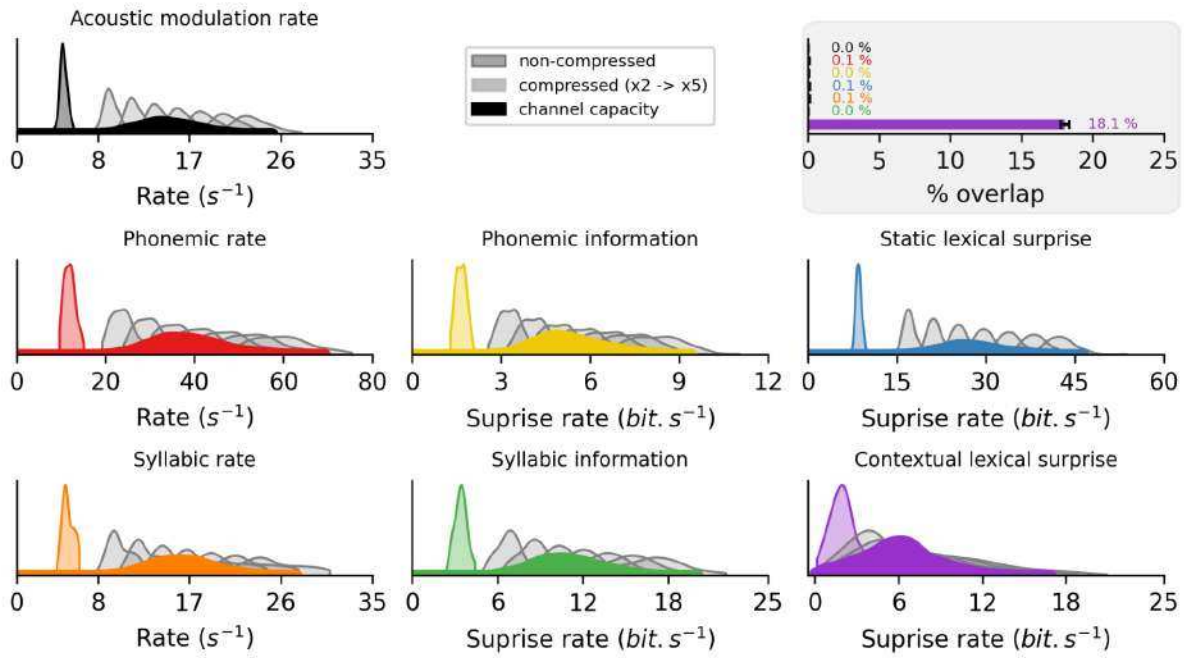 Acoustic modulation rate
non-compressed
compressed (x2 -> x5)
channel capacity
0 8 17 26 35
Rate (s⁻¹)
0.0 %
0.1 %
0.0 %
0.1 %
0.1 %
0.0 %
18.1 %
0 5 10 15 20 25
% overlap
Phonemic rate
0 20 40 60 80
Rate (s⁻¹)
Phonemic information
0 3 6 9 12
Suprise rate (bit. s⁻¹)
Static lexical surprise
0 15 30 45 60
Suprise rate (bit. s⁻¹)
Syllabic rate
0 8 17 26 35
Rate (s⁻¹)
Syllabic information
0 6 12 18 25
Suprise rate (bit. s⁻¹)
Contextual lexical surprise
0 6 12 18 25
Suprise rate (bit. s⁻¹)